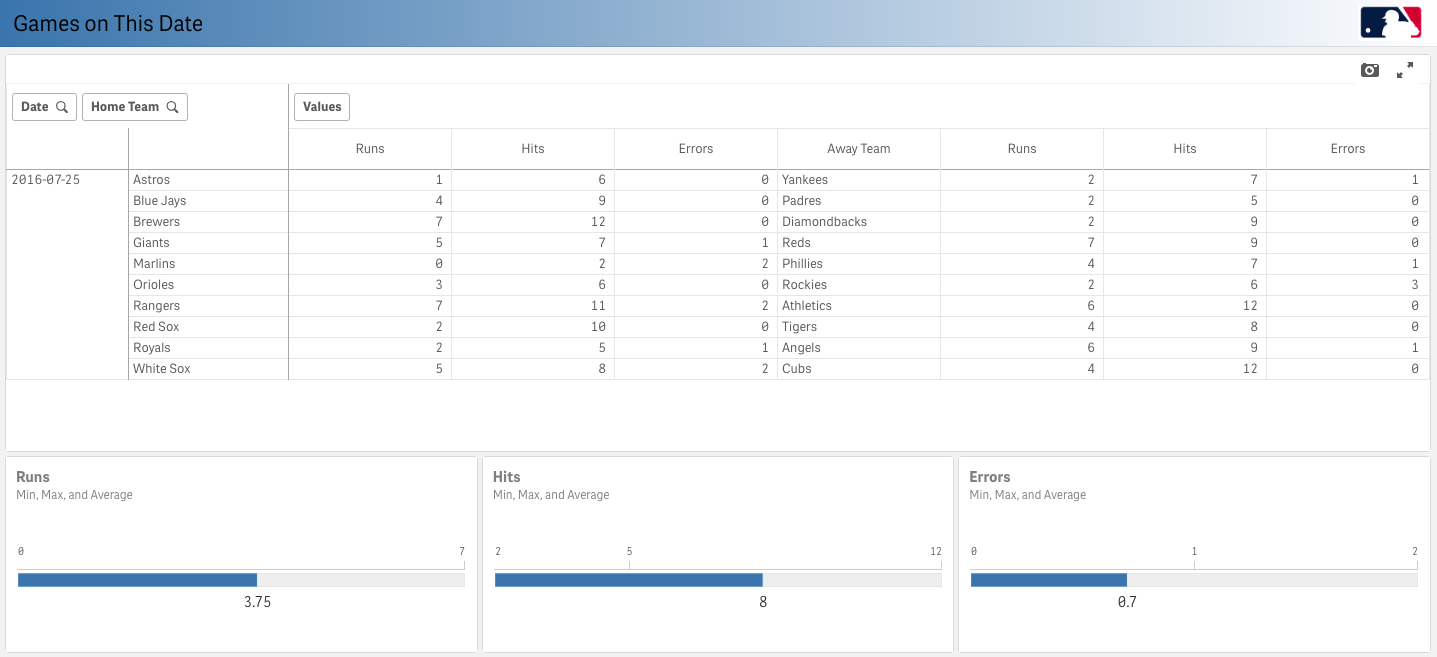 Games on This Date
Date Home Team Values
Runs Hits Errors Away Team Runs Hits Errors
2016-07-25 Astros 1 6 0 Yankees 2 7 1
Blue Jays 4 9 0 Padres 2 5 0
Brewers 7 12 0 Diamondbacks 2 9 0
Giants 5 7 1 Reds 7 9 0
Marlins 0 2 2 Phillies 4 7 1
Orioles 3 6 0 Rockies 2 6 3
Rangers 7 11 2 Athletics 6 12 0
Red Sox 2 10 0 Tigers 4 8 0
Royals 2 5 1 Angels 6 9 1
White Sox 5 8 2 Cubs 4 12 0
Runs
Min, Max, and Average
0 7
3.75
Hits
Min, Max, and Average
2 5 12
8
Errors
Min, Max, and Average
0 1 2
0.7